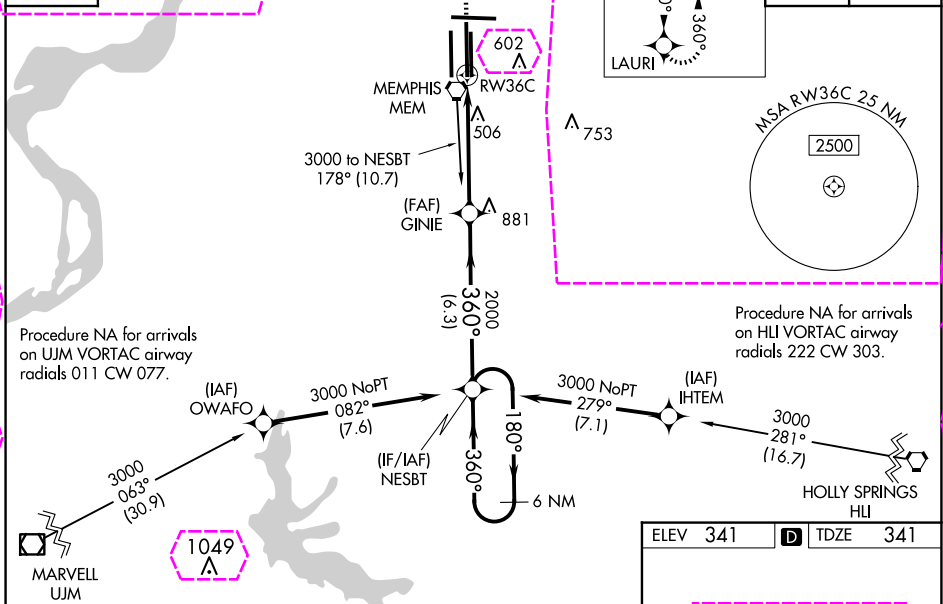 602
RW36C
MEMPHIS
MEM
506
753
3000 to NESBT
178° (10.7)
(FAF)
GINIE
881
360°
LAURI
MSA RW36C 25 NM
2500
2000
360°
(6.3)
Procedure NA for arrivals
on UJM VORTAC airway
radials 011 CW 077.
Procedure NA for arrivals
on HLI VORTAC airway
radials 222 CW 303.
(IAF)
OWAFO
3000 NoPT
082°
(7.6)
3000 NoPT
279°
(7.1)
(IAF)
IHTEM
3000
281°
(16.7)
HOLLY SPRINGS
HLI
(IF/IAF)
NESBT
360°
180°
6 NM
3000
063°
(30.9)
MARVELL
UJM
1049
ELEV 341
D
TDZE 341